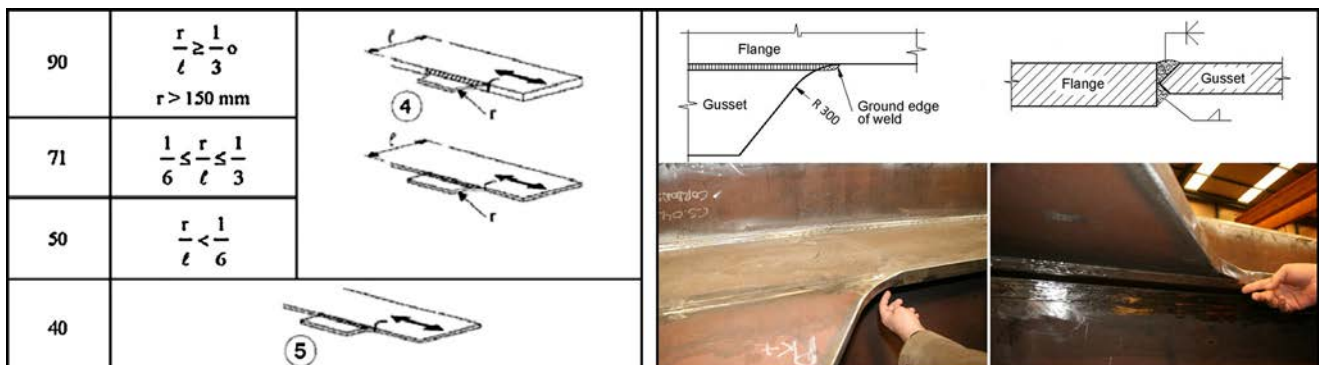 90
r/ℓ ≥ 1/3 o
r > 150 mm
71
1/6 ≤ r/ℓ ≤ 1/3
50
r/ℓ < 1/6
40
ℓ
r
4
ℓ
r
5
Flange
Gusset
R 300
Ground edge
of weld
Flange
Gusset